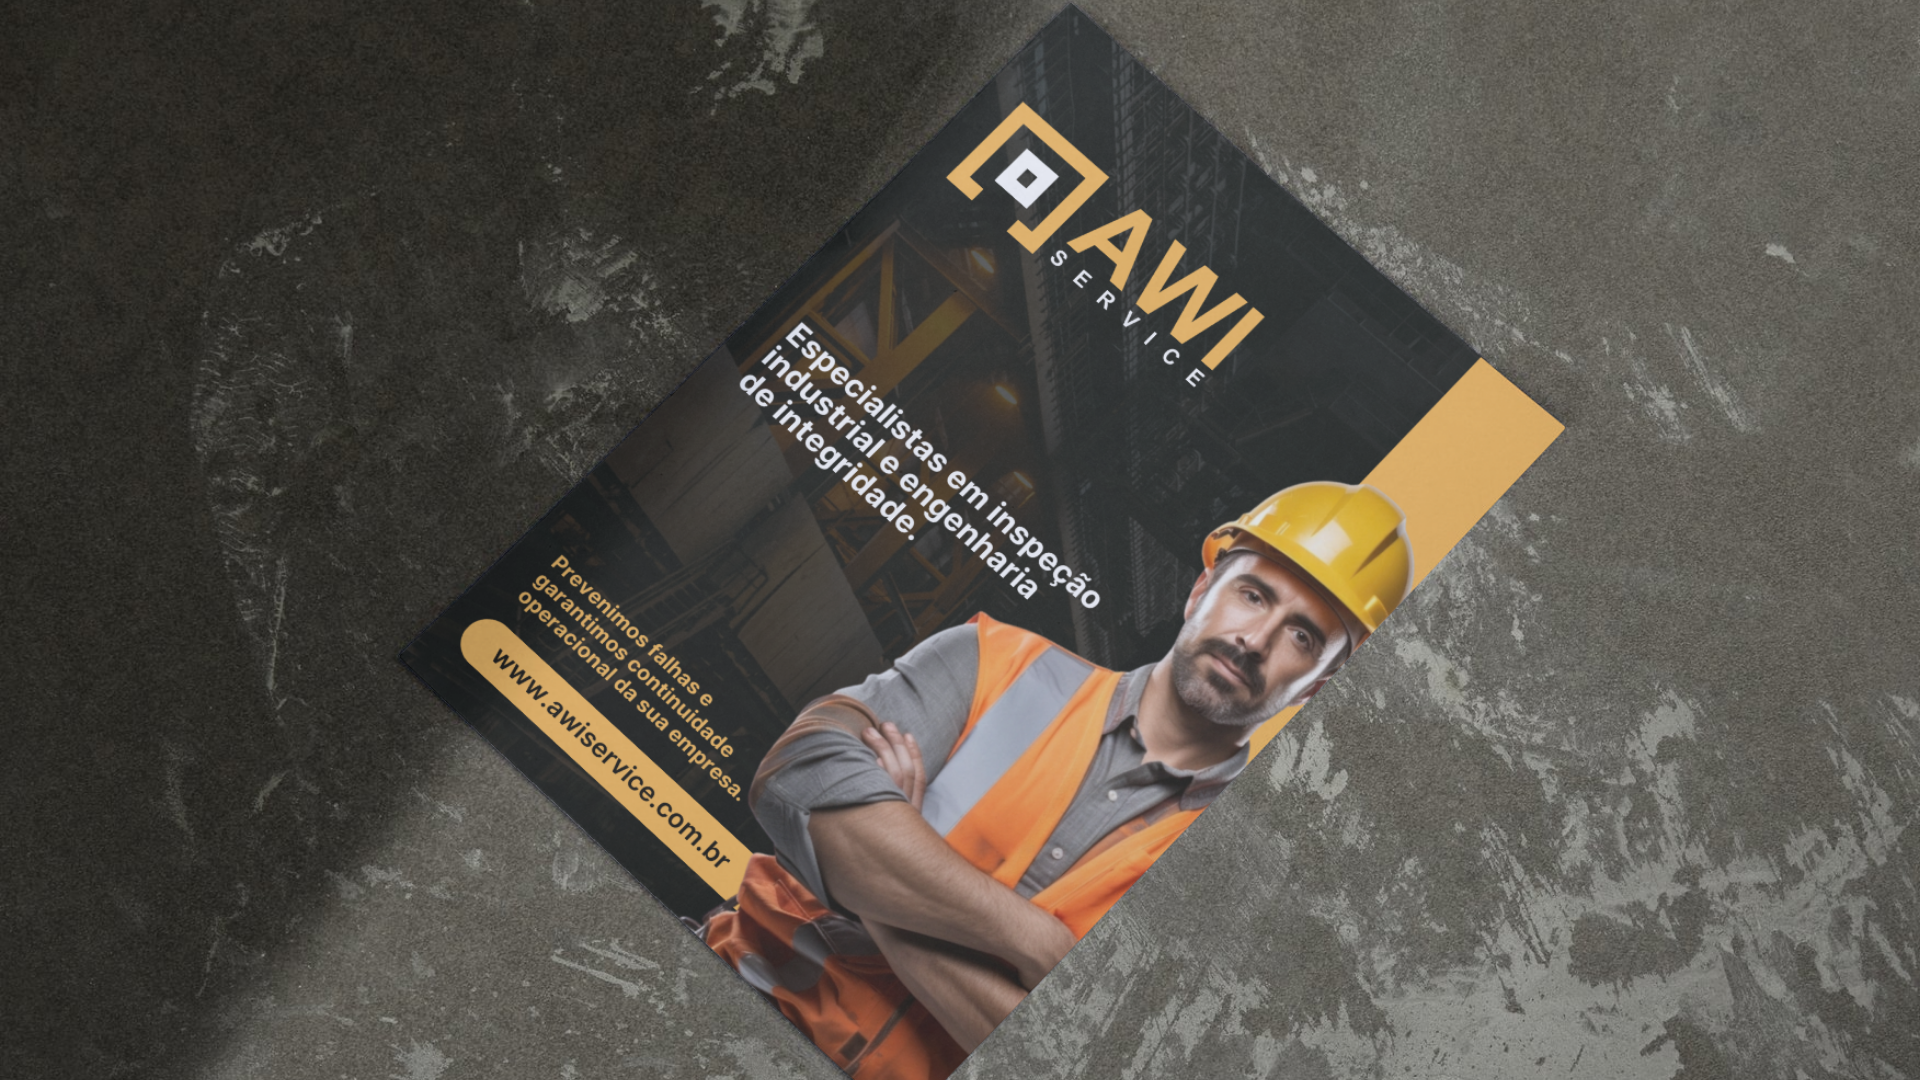 AWI
SERVICE
Especialistas em inspeção
industrial e engenharia
de integridade.
Prevenimos falhas e
garantimos continuidade
operacional da sua empresa.
www.awiservice.com.br